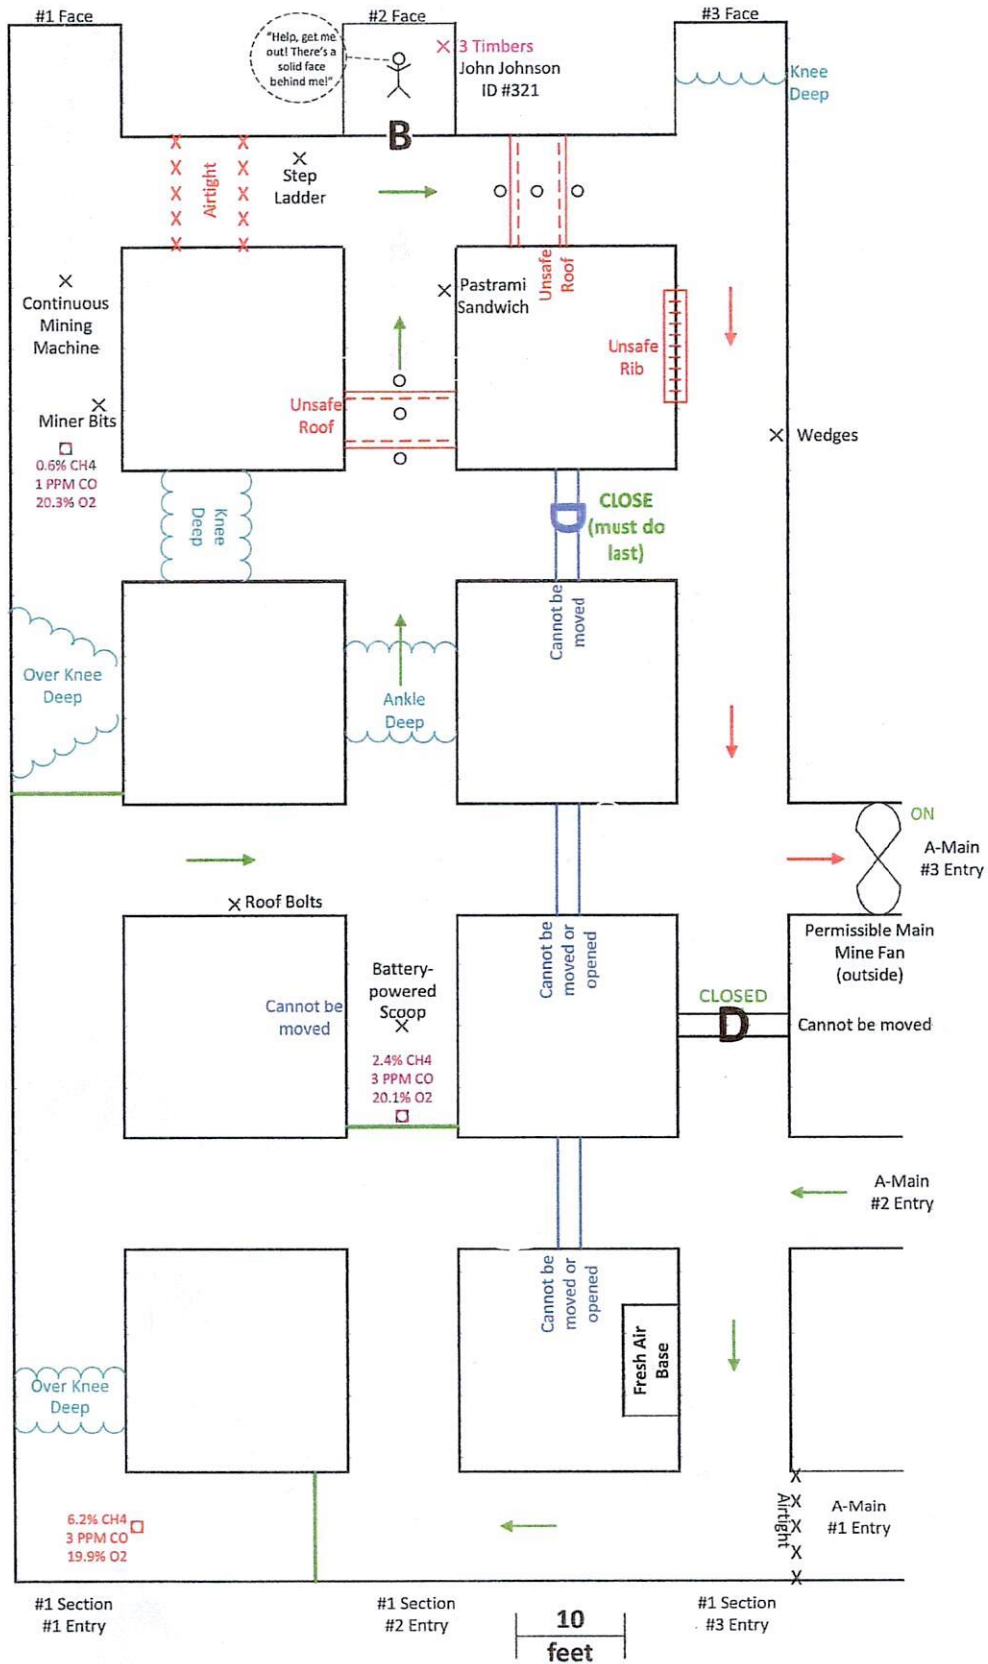 #1 Face
#2 Face
#3 Face
"Help, get me
out! There's a
solid face
behind me!"
3 Timbers
John Johnson
ID #321
Knee
Deep
B
Airtight
Step
Ladder
Unsafe
Roof
Continuous
Mining
Machine
Pastrami
Sandwich
Unsafe
Rib
Miner Bits
Unsafe
Roof
Wedges
0.6% CH4
1 PPM CO
20.3% O2
Knee
Deep
D
CLOSE
(must do
last)
Cannot be
moved
Over Knee
Deep
Ankle
Deep
ON
A-Main
#3 Entry
Roof Bolts
Permissible Main
Mine Fan
(outside)
Cannot be
moved or
opened
Battery-
powered
Scoop
Cannot be
moved
CLOSED
D
Cannot be moved
2.4% CH4
3 PPM CO
20.1% O2
A-Main
#2 Entry
Cannot be
moved or
opened
Fresh Air
Base
Over Knee
Deep
6.2% CH4
3 PPM CO
19.9% O2
Airtight
A-Main
#1 Entry
#1 Section
#1 Entry
#1 Section
#2 Entry
10
feet
#1 Section
#3 Entry